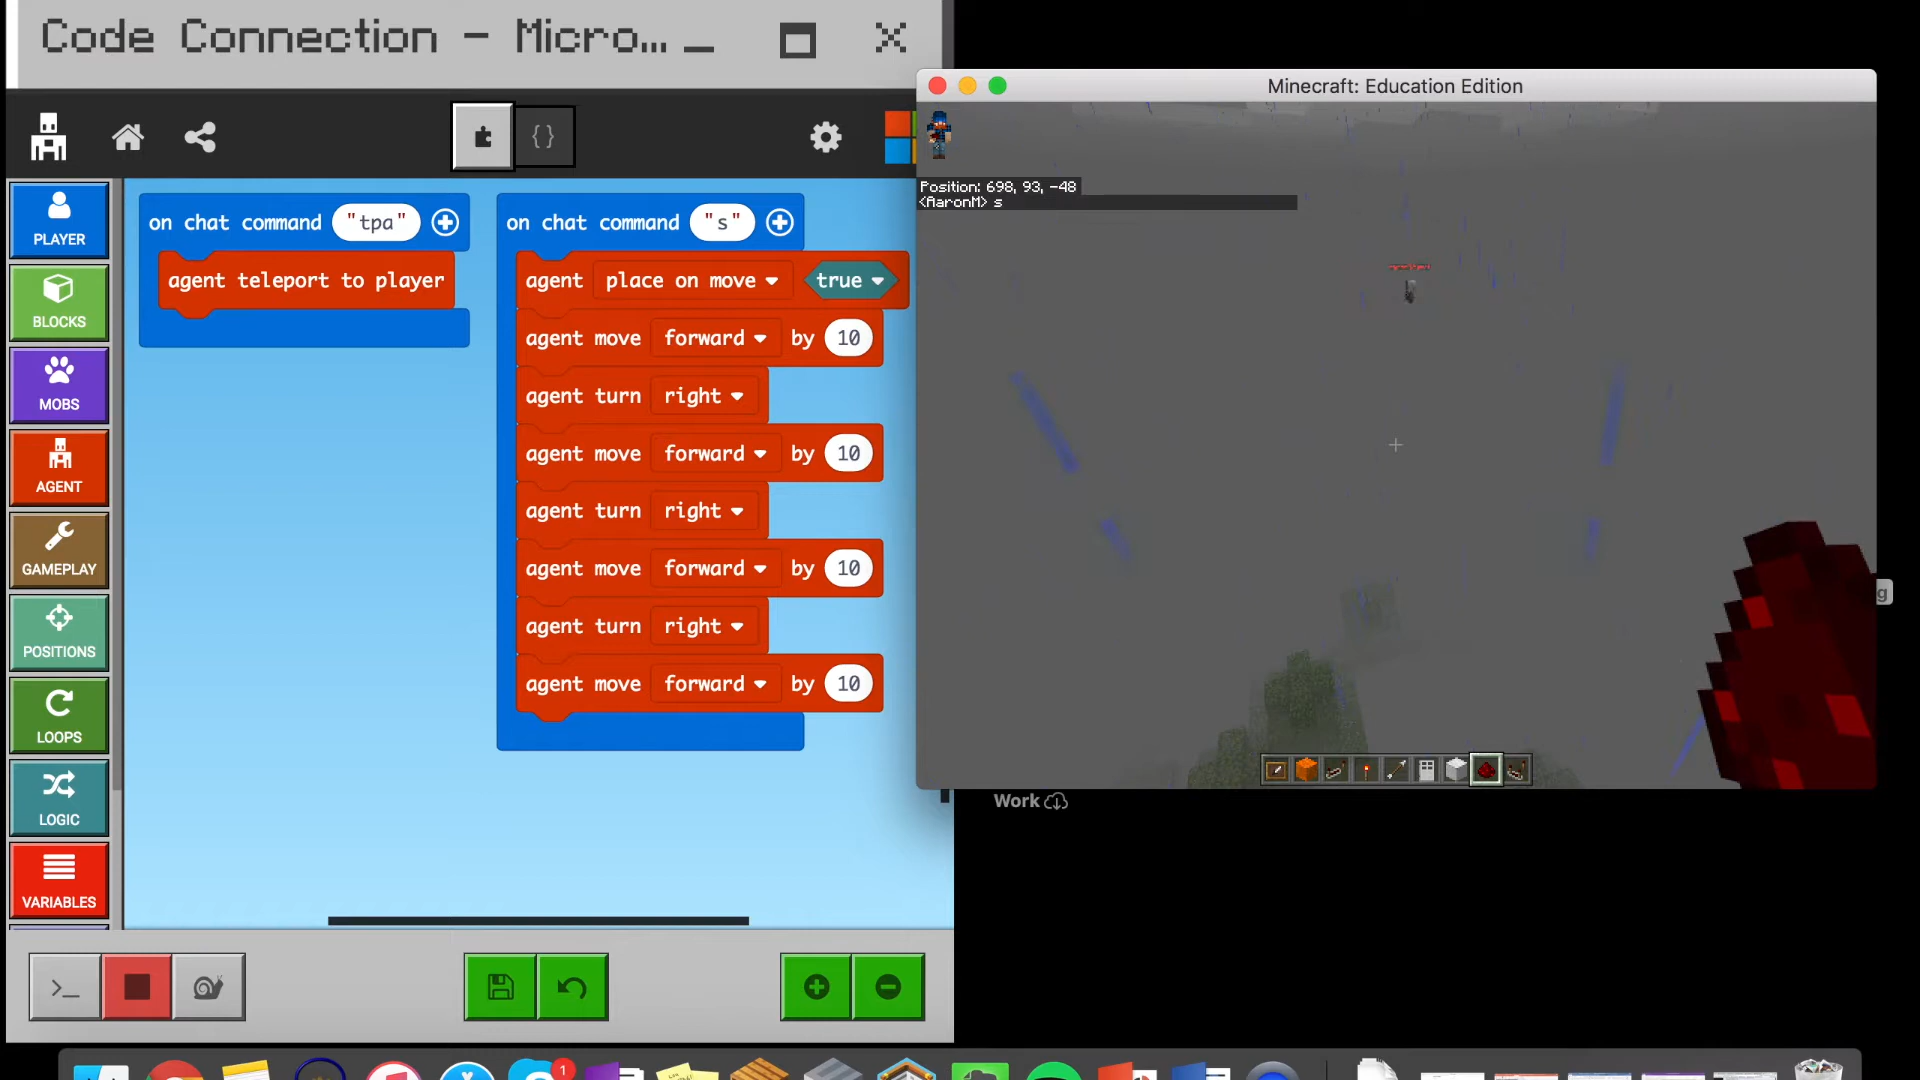 Code Connection - Micro...
Minecraft: Education Edition
Position: 698, 93, -48
<AaronM> s
PLAYER
BLOCKS
MOBS
AGENT
GAMEPLAY
POSITIONS
LOOPS
LOGIC
VARIABLES
on chat command "tpa"
agent teleport to player
on chat command "s"
agent place on move true
agent move forward by 10
agent turn right
agent move forward by 10
agent turn right
agent move forward by 10
agent turn right
agent move forward by 10
g
Work
1